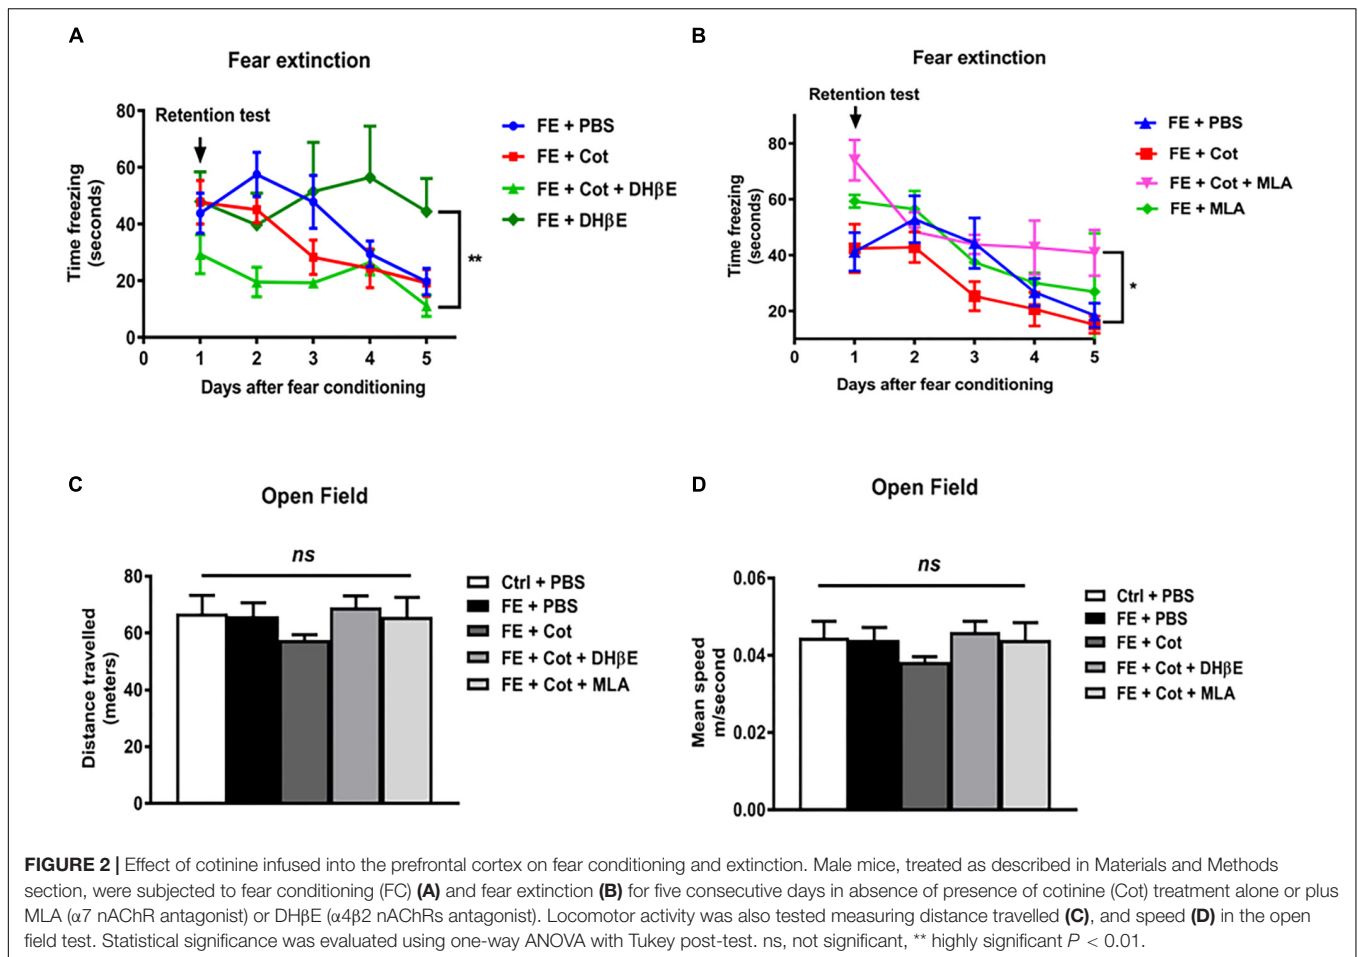 A
Fear extinction
Retention test
Time freezing
(seconds)
80
60
40
20
0
0 1 2 3 4 5
Days after fear conditioning
FE + PBS
FE + Cot
FE + Cot + DHβE
FE + DHβE
**
B
Fear extinction
Retention test
Time freezing
(seconds)
80
60
40
20
0 1 2 3 4 5
Days after fear conditioning
FE + PBS
FE + Cot
FE + Cot + MLA
FE + MLA
*
C
Open Field
ns
Distance travelled
(meters)
80
60
40
20
0
Ctrl + PBS
FE + PBS
FE + Cot
FE + Cot + DHβE
FE + Cot + MLA
D
Open Field
ns
Mean speed
m/second
0.06
0.04
0.02
0.00
Ctrl + PBS
FE + PBS
FE + Cot
FE + Cot + DHβE
FE + Cot + MLA
FIGURE 2 | Effect of cotinine infused into the prefrontal cortex on fear conditioning and extinction. Male mice, treated as described in Materials and Methods
section, were subjected to fear conditioning (FC) (A) and fear extinction (B) for five consecutive days in absence of presence of cotinine (Cot) treatment alone or plus
MLA (α7 nAChR antagonist) or DHβE (α4β2 nAChRs antagonist). Locomotor activity was also tested measuring distance travelled (C), and speed (D) in the open
field test. Statistical significance was evaluated using one-way ANOVA with Tukey post-test. ns, not significant, ** highly significant P < 0.01.